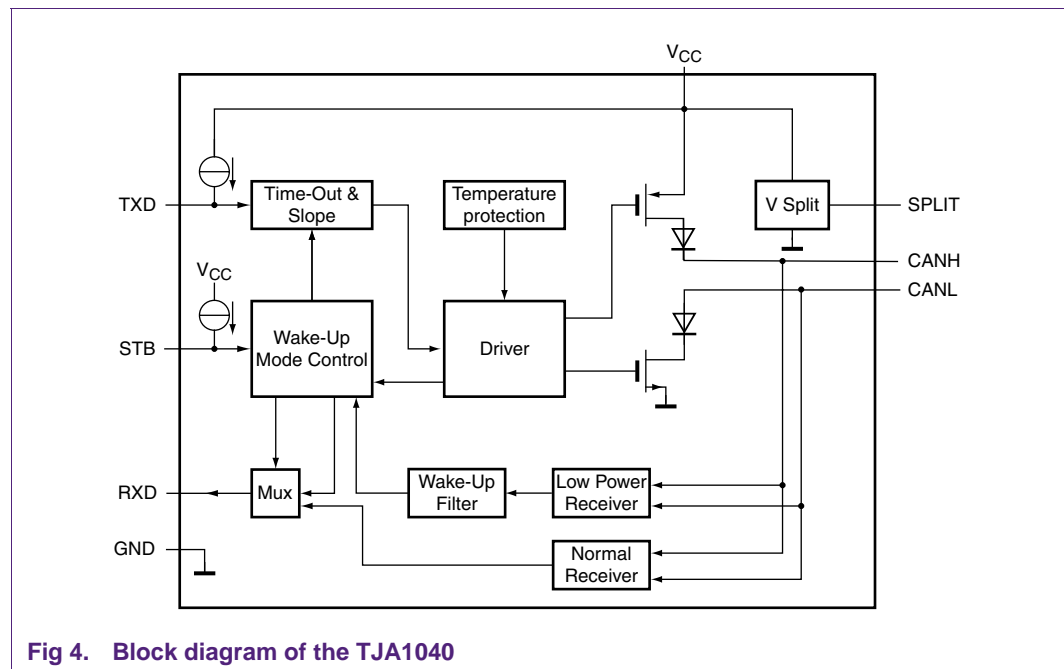 VCC
TXD
Time-Out &
Slope
Temperature
protection
V Split
SPLIT
CANH
CANL
VCC
STB
Wake-Up
Mode Control
Driver
RXD
Mux
Wake-Up
Filter
Low Power
Receiver
GND
Normal
Receiver
Fig 4. Block diagram of the TJA1040